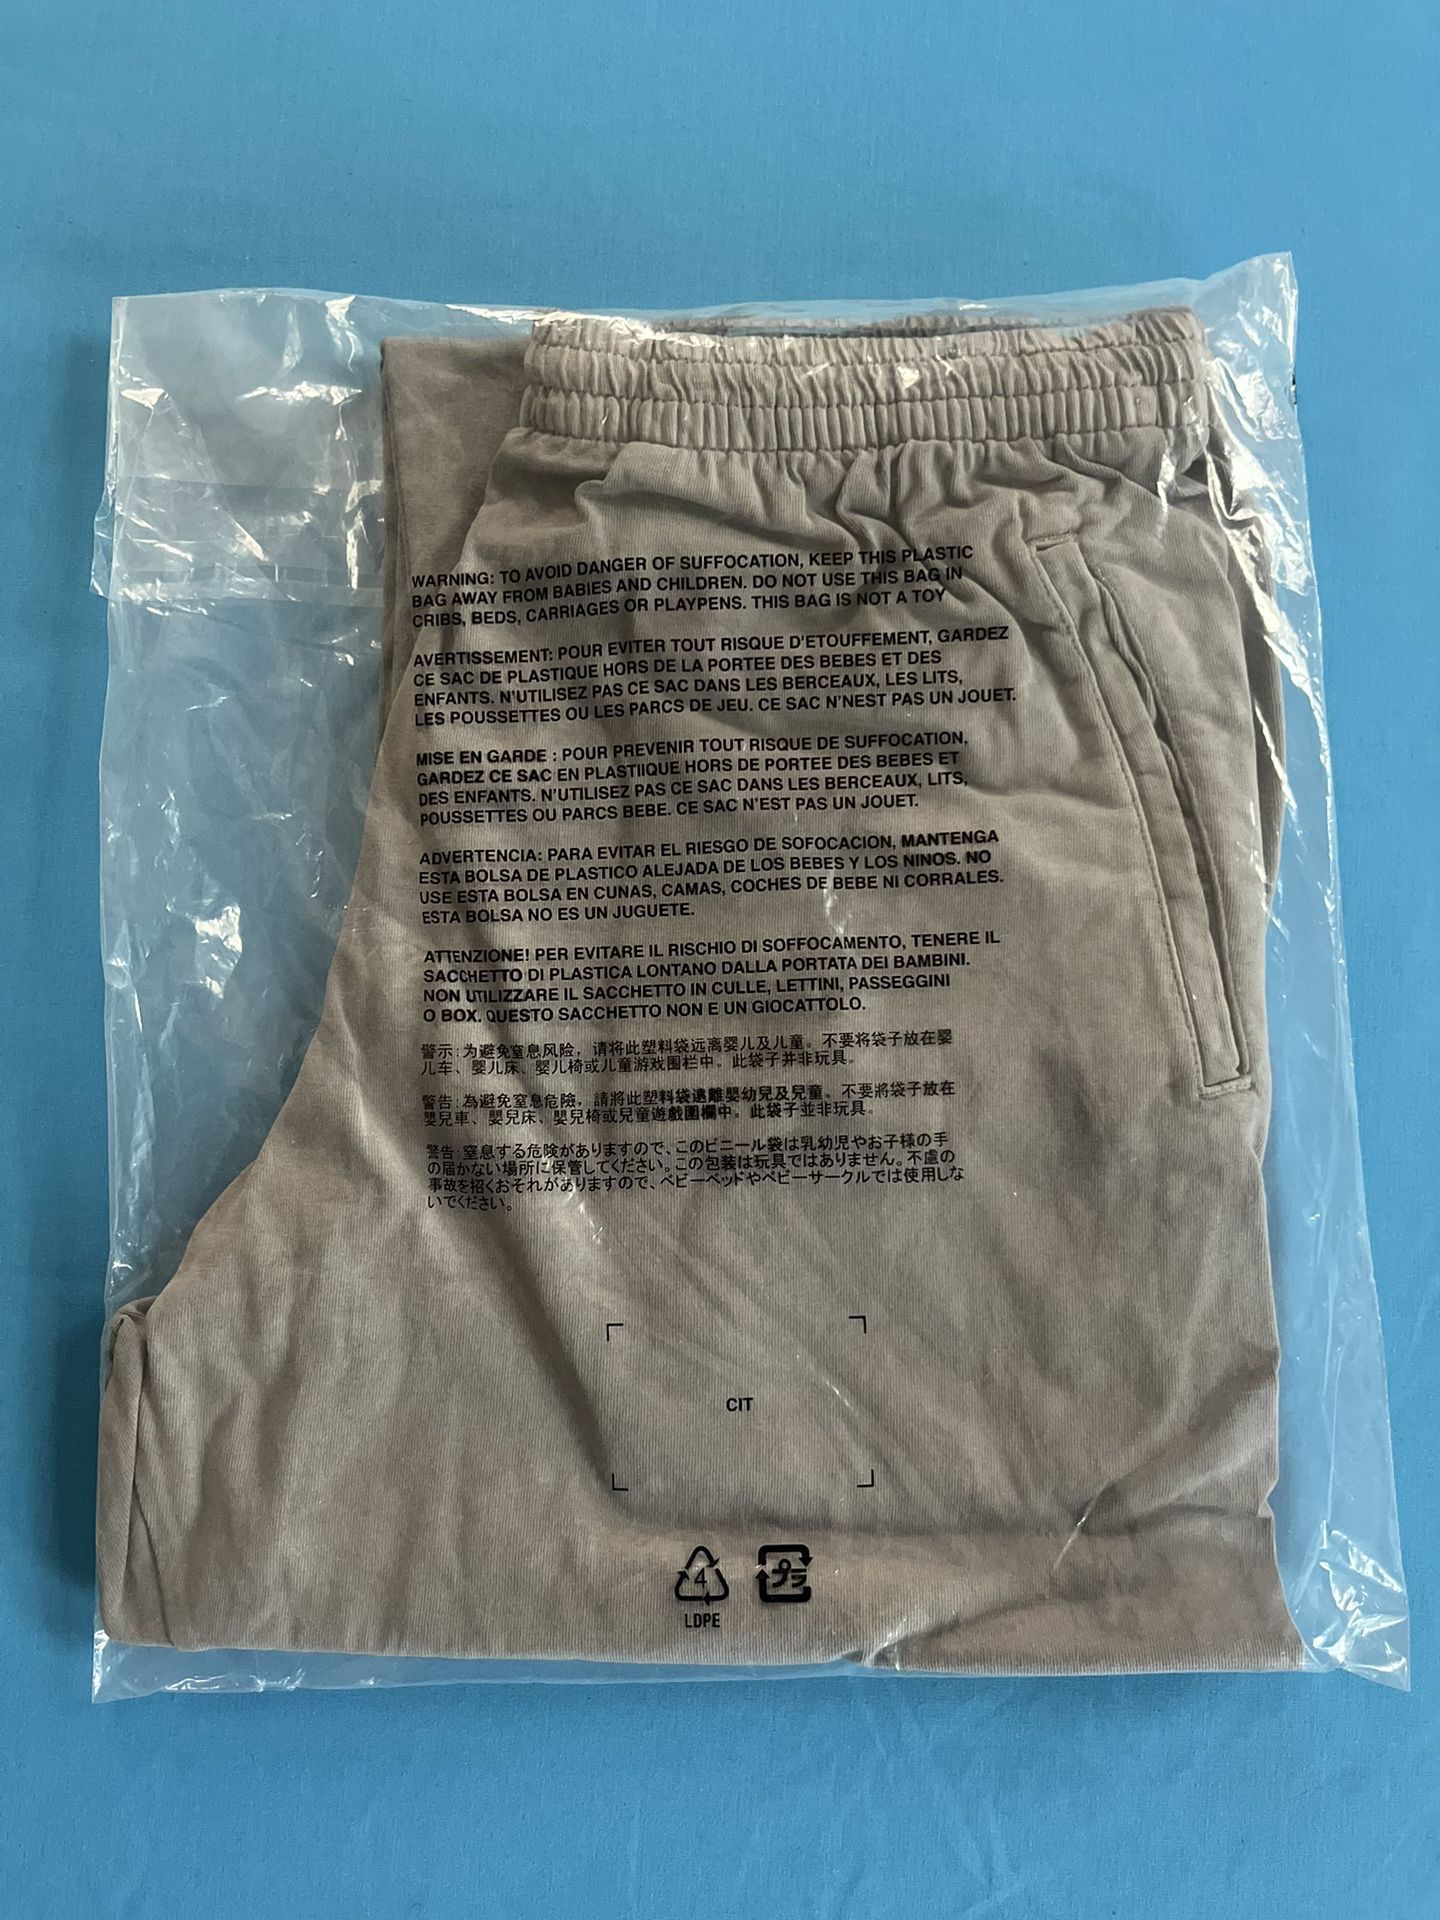 WARNING: TO AVOID DANGER OF SUFFOCATION, KEEP THIS PLASTIC
BAG AWAY FROM BABIES AND CHILDREN. DO NOT USE THIS BAG IN
CRIBS, BEDS, CARRIAGES OR PLAYPENS. THIS BAG IS NOT A TOY
AVERTISSEMENT: POUR EVITER TOUT RISQUE D'ETOUFFEMENT, GARDEZ
CE SAC DE PLASTIQUE HORS DE LA PORTEE DES BEBES ET DES
ENFANTS. N'UTILISEZ PAS CE SAC DANS LES BERCEAUX, LES LITS,
LES POUSSETTES OU LES PARCS DE JEU. CE SAC N'NEST PAS UN JOUET.
MISE EN GARDE : POUR PREVENIR TOUT RISQUE DE SUFFOCATION,
GARDEZ CE SAC EN PLASTIIQUE HORS DE PORTEE DES BEBES ET
DES ENFANTS. N'UTILISEZ PAS CE SAC DANS LES BERCEAUX, LITS,
POUSSETTES OU PARCS BEBE. CE SAC N'EST PAS UN JOUET.
ADVERTENCIA: PARA EVITAR EL RIESGO DE SOFOCACION, MANTENGA
ESTA BOLSA DE PLASTICO ALEJADA DE LOS BEBES Y LOS NINOS. NO
USE ESTA BOLSA EN CUNAS, CAMAS, COCHES DE BEBE NI CORRALES.
ESTA BOLSA NO ES UN JUGUETE.
ATTENZIONE! PER EVITARE IL RISCHIO DI SOFFOCAMENTO, TENERE IL
SACCHETTO DI PLASTICA LONTANO DALLA PORTATA DEI BAMBINI.
NON UTILIZZARE IL SACCHETTO IN CULLE, LETTINI, PASSEGGINI
O BOX. QUESTO SACCHETTO NON E UN GIOCATTOLO.
警示:为避免窒息风险，请将此塑料袋远离婴儿及儿童。不要将袋子放在婴
儿车、婴儿床、婴儿椅或儿童游戏围栏中。此袋子并非玩具。
警告:為避免窒息危險，請將此塑料袋遠離嬰幼兒及兒童。不要將袋子放在
嬰兒車、嬰兒床、嬰兒椅或兒童遊戲圍欄中。此袋子並非玩具。
警告:窒息する危険がありますので、このビニール袋は乳幼児やお子様の手
の届かない場所に保管してください。この包装は玩具ではありません。不慮の
事故を招くおそれがありますので、ベビーベッドやベビーサークルでは使用しな
いでください。
CIT
4 プラ
LDPE